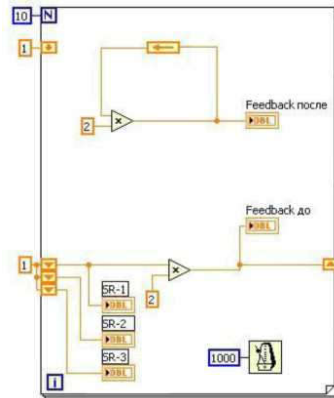 10
N
1
2
Feedback после
DBL
Feedback до
DBL
1
2
SR-1
DBL
SR-2
DBL
SR-3
DBL
1000
i